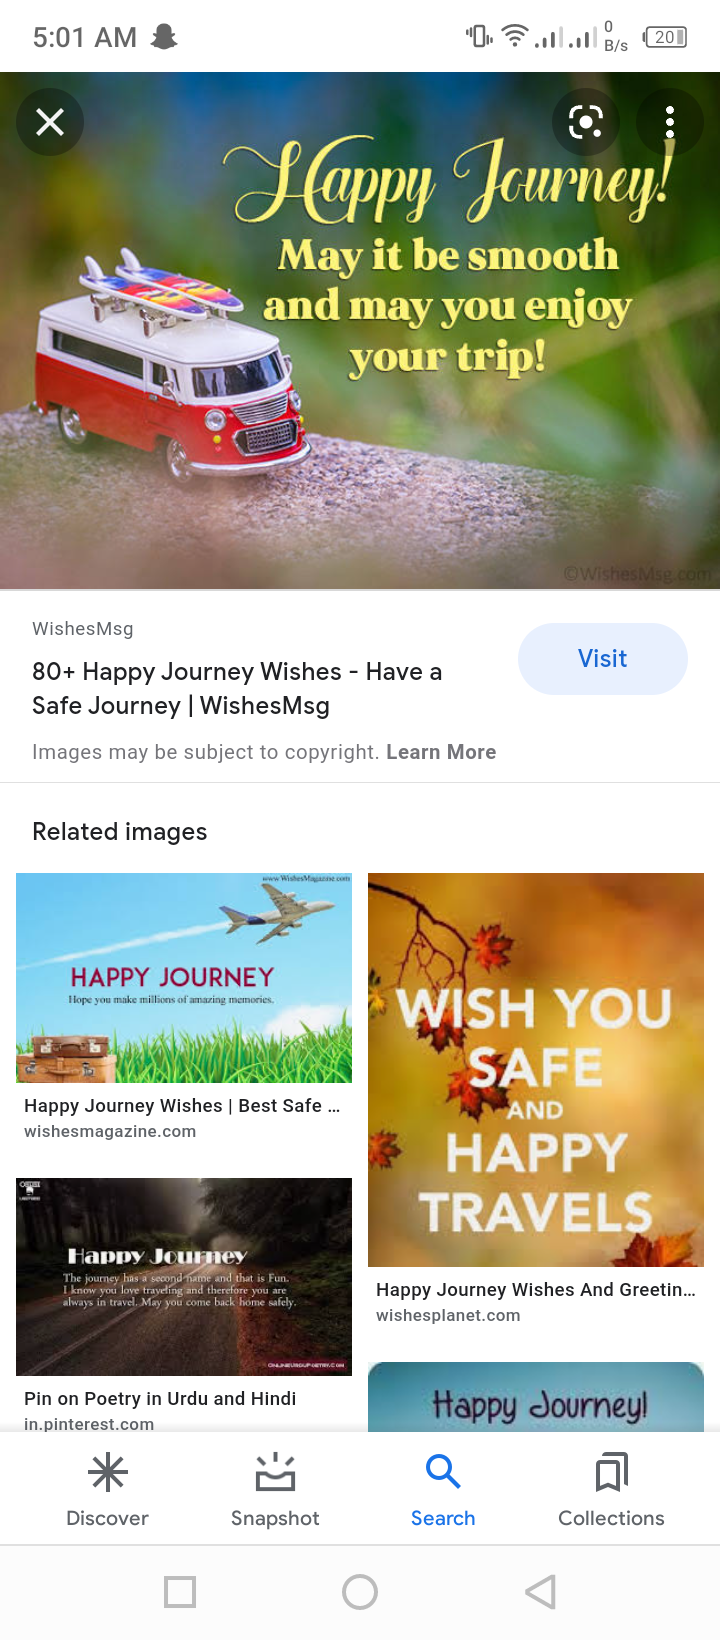 5:01 AM
0
B/s
20
Happy Journey!
May it be smooth
and may you enjoy
your trip!
©WishesMsg.com
WishesMsg
80+ Happy Journey Wishes - Have a
Safe Journey | WishesMsg
Visit
Images may be subject to copyright. Learn More
Related images
www.WishesMagazine.com
HAPPY JOURNEY
Hope you make millions of amazing memories.
Happy Journey Wishes | Best Safe ...
wishesmagazine.com
WISH YOU
SAFE
AND
HAPPY
TRAVELS
Happy Journey Wishes And Greetin...
wishesplanet.com
Happy Journey
The journey has a second name and that is Fun.
I know you love traveling and therefore you are
always in travel. May you come back home safely.
ONLINEURDUPOETRY.COM
Pin on Poetry in Urdu and Hindi
in.pinterest.com
Happy Journey!
Discover
Snapshot
Search
Collections